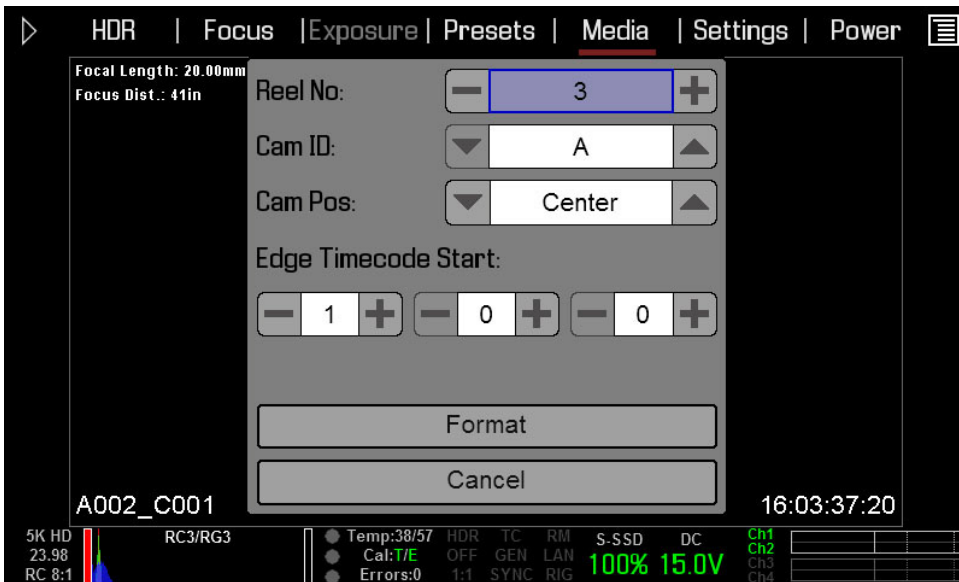 HDR | Focus | Exposure | Presets | Media | Settings | Power
Focal Length: 20.00mm
Focus Dist.: 41in
Reel No: 3
Cam ID: A
Cam Pos: Center
Edge Timecode Start:
1 0 0
Format
Cancel
A002_C001 16:03:37:20
5K HD RC3/RG3 Temp:38/57 HDR TC RM S-SSD DC Ch1
Ch2
23.98 Cal:T/E OFF GEN LAN 100% 15.0V Ch3
RC 8:1 Errors:0 1:1 SYNC RIG Ch4